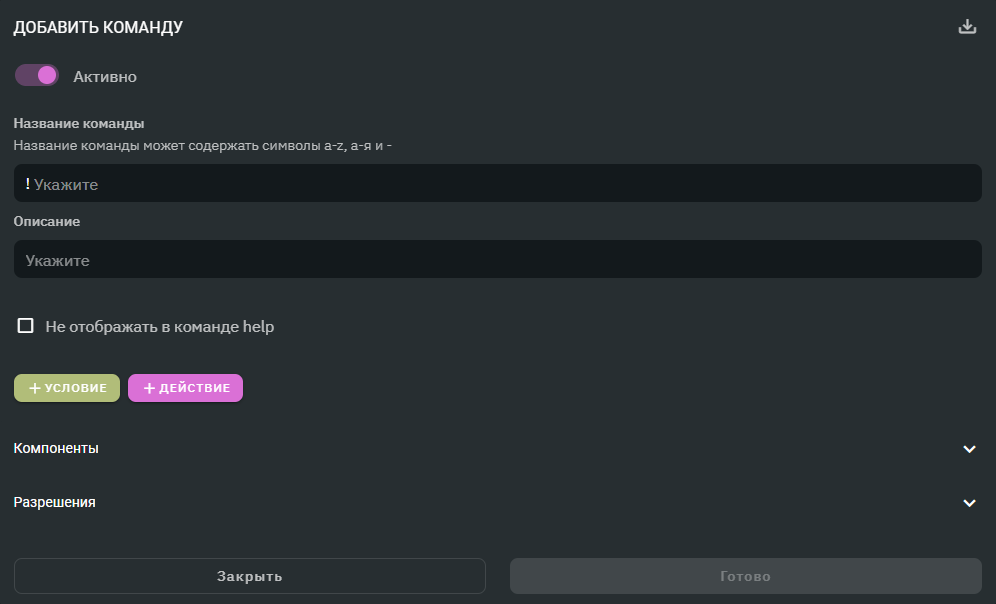 ДОБАВИТЬ КОМАНДУ
Активно
Название команды
Название команды может содержать символы a-z, а-я и -
! Укажите
Описание
Укажите
Не отображать в команде help
+ УСЛОВИЕ + ДЕЙСТВИЕ
Компоненты
Разрешения
Закрыть Готово